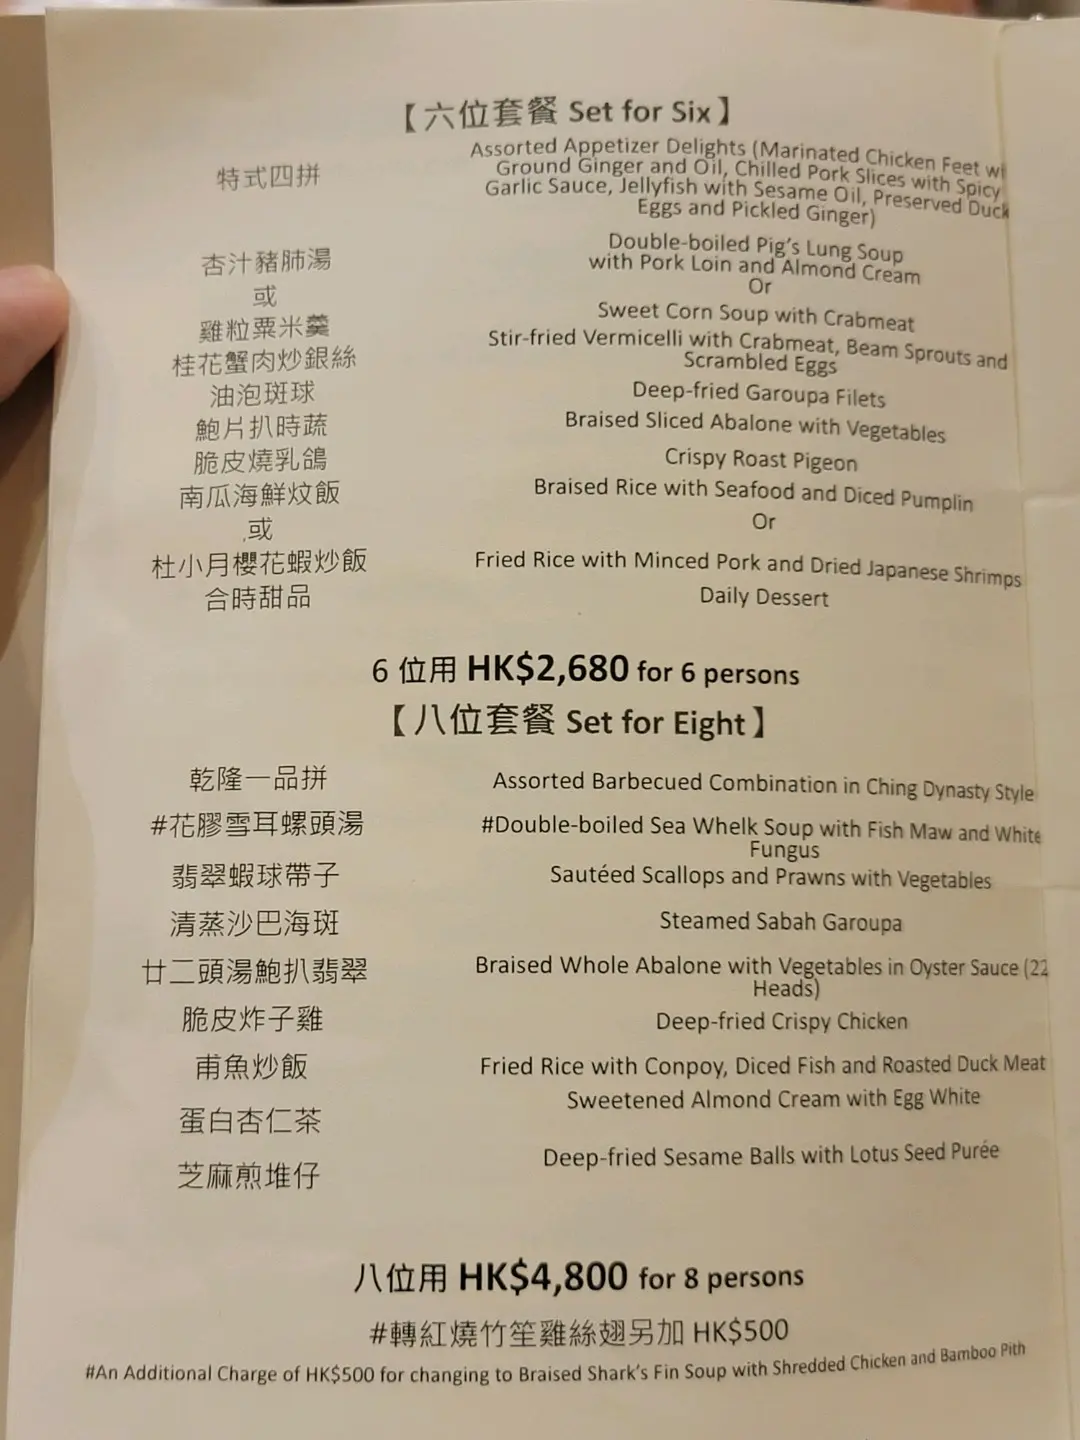 【六位套餐 Set for Six】
特式四拼
Assorted Appetizer Delights (Marinated Chicken Feet
Ground Ginger and Oil, Chilled Pork Slices with Spicy
Garlic Sauce, Jellyfish with Sesame Oil, Preserved Duck
Eggs and Pickled Ginger)
杏汁豬肺湯
Double-boiled Pig's Lung Soup
with Pork Loin and Almond Cream
或
Or
雞粒粟米羹
Sweet Corn Soup with Crabmeat
桂花蟹肉炒銀絲
Stir-fried Vermicelli with Crabmeat, Beam Sprouts and
Scrambled Eggs
油泡斑球
Deep-fried Garoupa Filets
鮑片扒時蔬
Braised Sliced Abalone with Vegetables
脆皮燒乳鴿
Crispy Roast Pigeon
南瓜海鮮炆飯
Braised Rice with Seafood and Diced Pumplin
或
Or
杜小月櫻花蝦炒飯
Fried Rice with Minced Pork and Dried Japanese Shrimps
合時甜品
Daily Dessert
6 位用 HK$2,680 for 6 persons
【八位套餐 Set for Eight】
乾隆一品拼
Assorted Barbecued Combination in Ching Dynasty Style
#花膠雪耳螺頭湯
#Double-boiled Sea Whelk Soup with Fish Maw and White
Fungus
翡翠蝦球帶子
Sautéed Scallops and Prawns with Vegetables
清蒸沙巴海斑
Steamed Sabah Garoupa
廿二頭湯鮑扒翡翠
Braised Whole Abalone with Vegetables in Oyster Sauce (22
Heads)
脆皮炸子雞
Deep-fried Crispy Chicken
甫魚炒飯
Fried Rice with Conpoy, Diced Fish and Roasted Duck Meat
蛋白杏仁茶
Sweetened Almond Cream with Egg White
芝麻煎堆仔
Deep-fried Sesame Balls with Lotus Seed Purée
八位用 HK$4,800 for 8 persons
#轉紅燒竹笙雞絲翅另加 HK$500
#An Additional Charge of HK$500 for changing to Braised Shark's Fin Soup with Shredded Chicken and Bamboo Pith